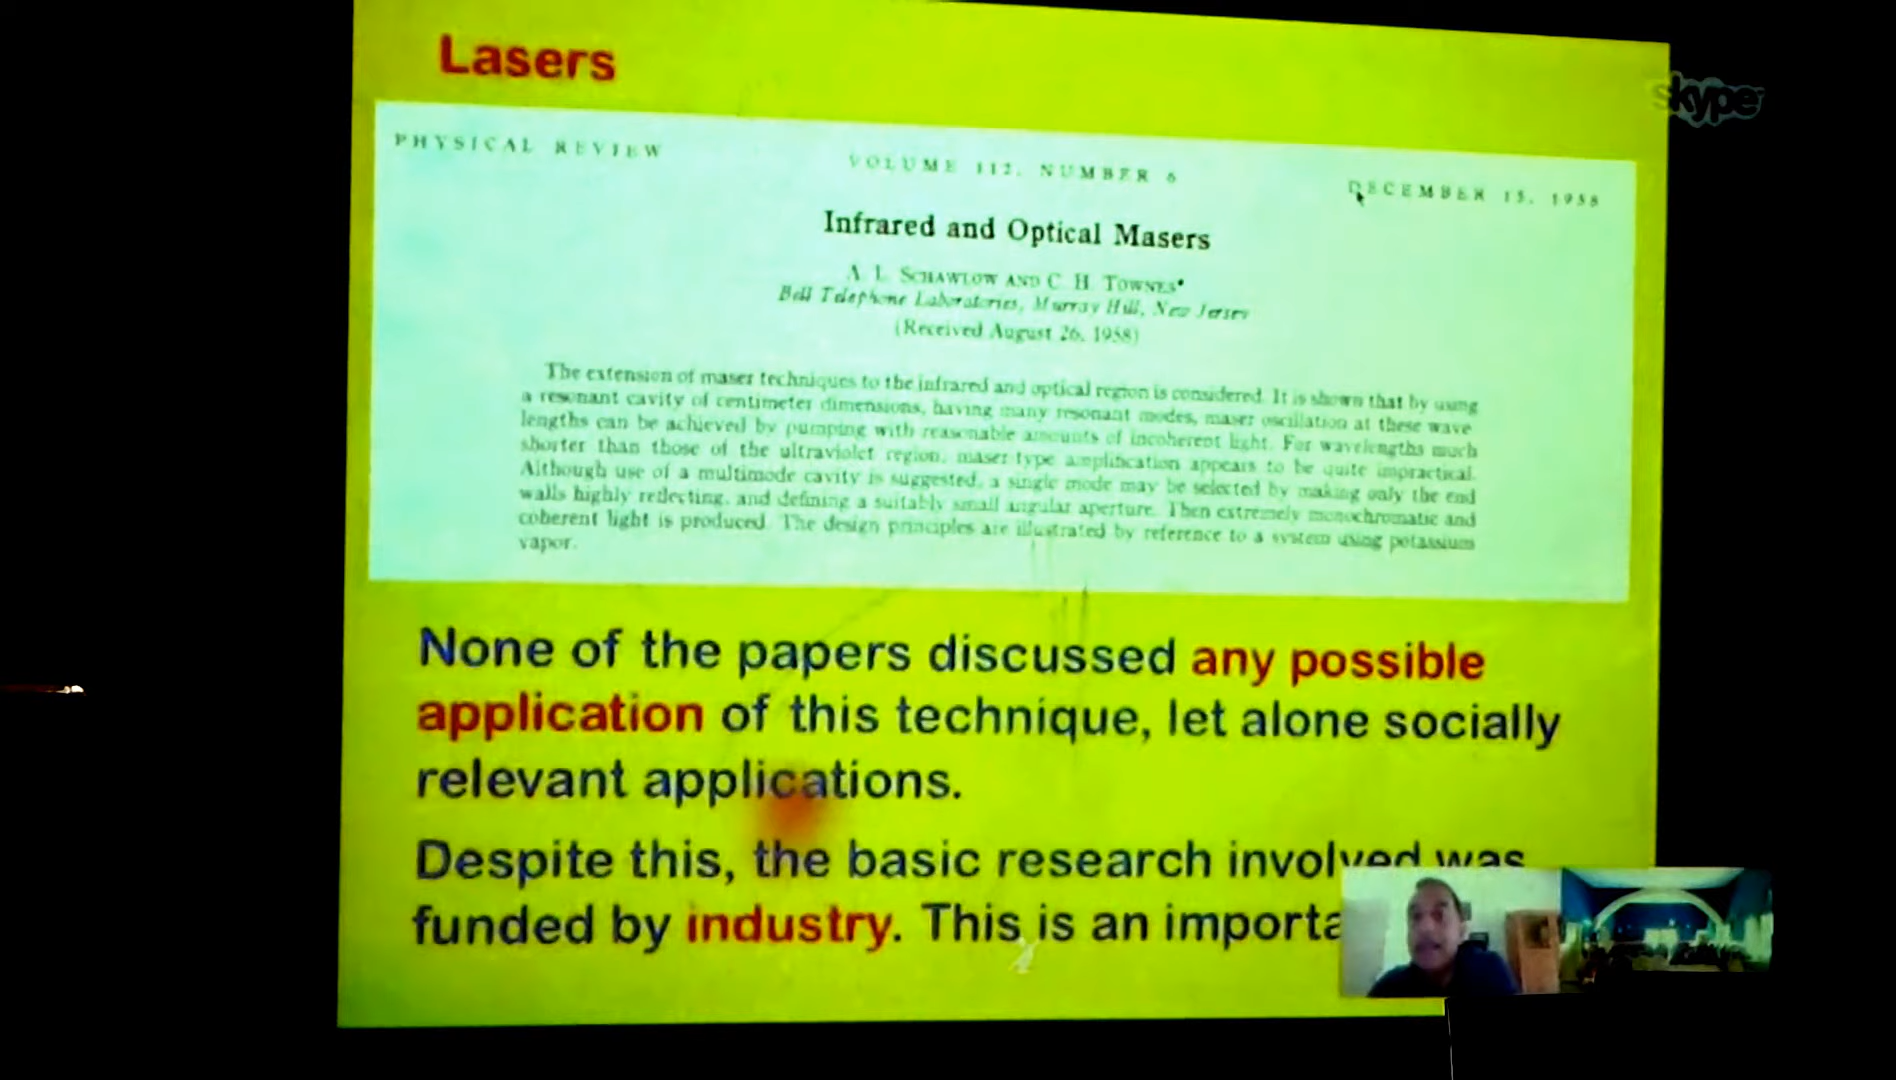 Lasers
skype
PHYSICAL REVIEW VOLUME 112, NUMBER 6 DECEMBER 15, 1958
Infrared and Optical Masers
A. L. SCHAWLOW AND C. H. TOWNES*
Bell Telephone Laboratories, Murray Hill, New Jersey
(Received August 26, 1958)
The extension of maser techniques to the infrared and optical region is considered. It is shown that by using
a resonant cavity of centimeter dimensions, having many resonant modes, maser oscillation at these wave
lengths can be achieved by pumping with reasonable amounts of incoherent light. For wavelengths much
shorter than those of the ultraviolet region, maser-type amplification appears to be quite impractical.
Although use of a multimode cavity is suggested, a single mode may be selected by making only the end
walls highly reflecting, and defining a suitably small angular aperture. Then extremely monochromatic and
coherent light is produced. The design principles are illustrated by reference to a system using potassium
vapor.
None of the papers discussed any possible
application of this technique, let alone socially
relevant applications.
Despite this, the basic research involved was
funded by industry. This is an importa